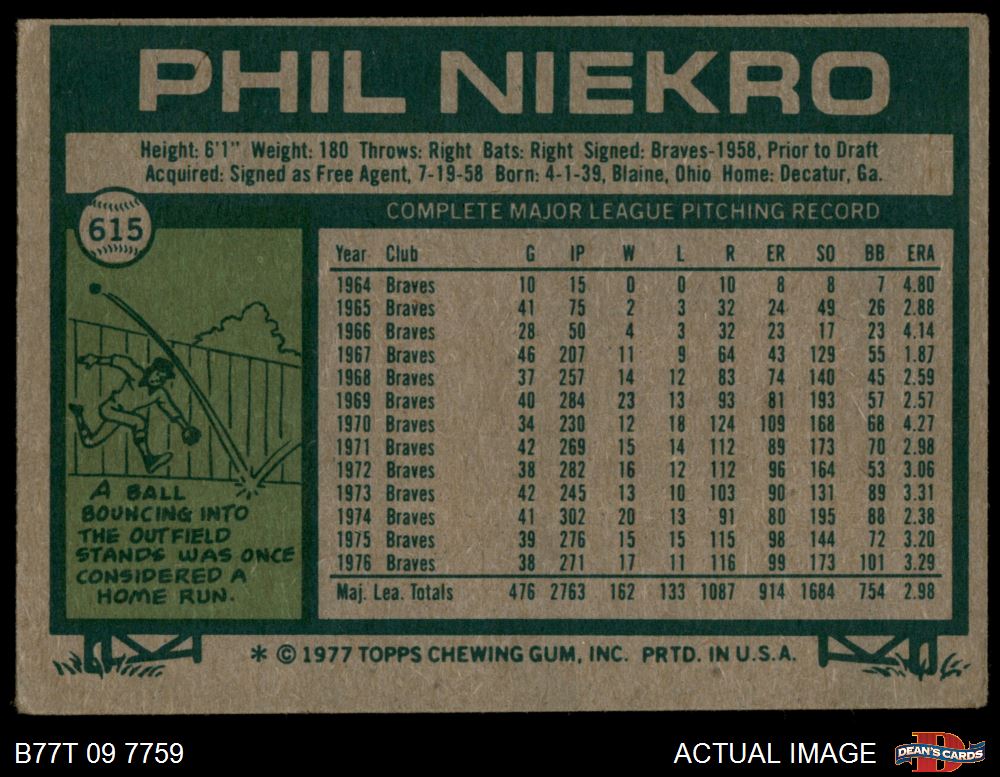 PHIL NIEKRO
Height: 6'1" Weight: 180 Throws: Right Bats: Right Signed: Braves-1958, Prior to Draft
Acquired: Signed as Free Agent, 7-19-58 Born: 4-1-39, Blaine, Ohio Home: Decatur, Ga.
615
COMPLETE MAJOR LEAGUE PITCHING RECORD
Year Club G IP W L R ER SO BB ERA
1964 Braves 10 15 0 0 10 8 8 7 4.80
1965 Braves 41 75 2 3 32 24 49 26 2.88
1966 Braves 28 50 4 3 32 23 17 23 4.14
1967 Braves 46 207 11 9 64 43 129 55 1.87
1968 Braves 37 257 14 12 83 74 140 45 2.59
1969 Braves 40 284 23 13 93 81 193 57 2.57
1970 Braves 34 230 12 18 124 109 168 68 4.27
1971 Braves 42 269 15 14 112 89 173 70 2.98
1972 Braves 38 282 16 12 112 96 164 53 3.06
1973 Braves 42 245 13 10 103 90 131 89 3.31
1974 Braves 41 302 20 13 91 80 195 88 2.38
1975 Braves 39 276 15 15 115 98 144 72 3.20
1976 Braves 38 271 17 11 116 99 173 101 3.29
Maj. Lea. Totals 476 2763 162 133 1087 914 1684 754 2.98
A BALL
BOUNCING INTO
THE OUTFIELD
STANDS WAS ONCE
CONSIDERED A
HOME RUN.
* © 1977 TOPPS CHEWING GUM, INC. PRTD. IN U.S.A.
B77T 09 7759
ACTUAL IMAGE
D
DEAN'S CARDS